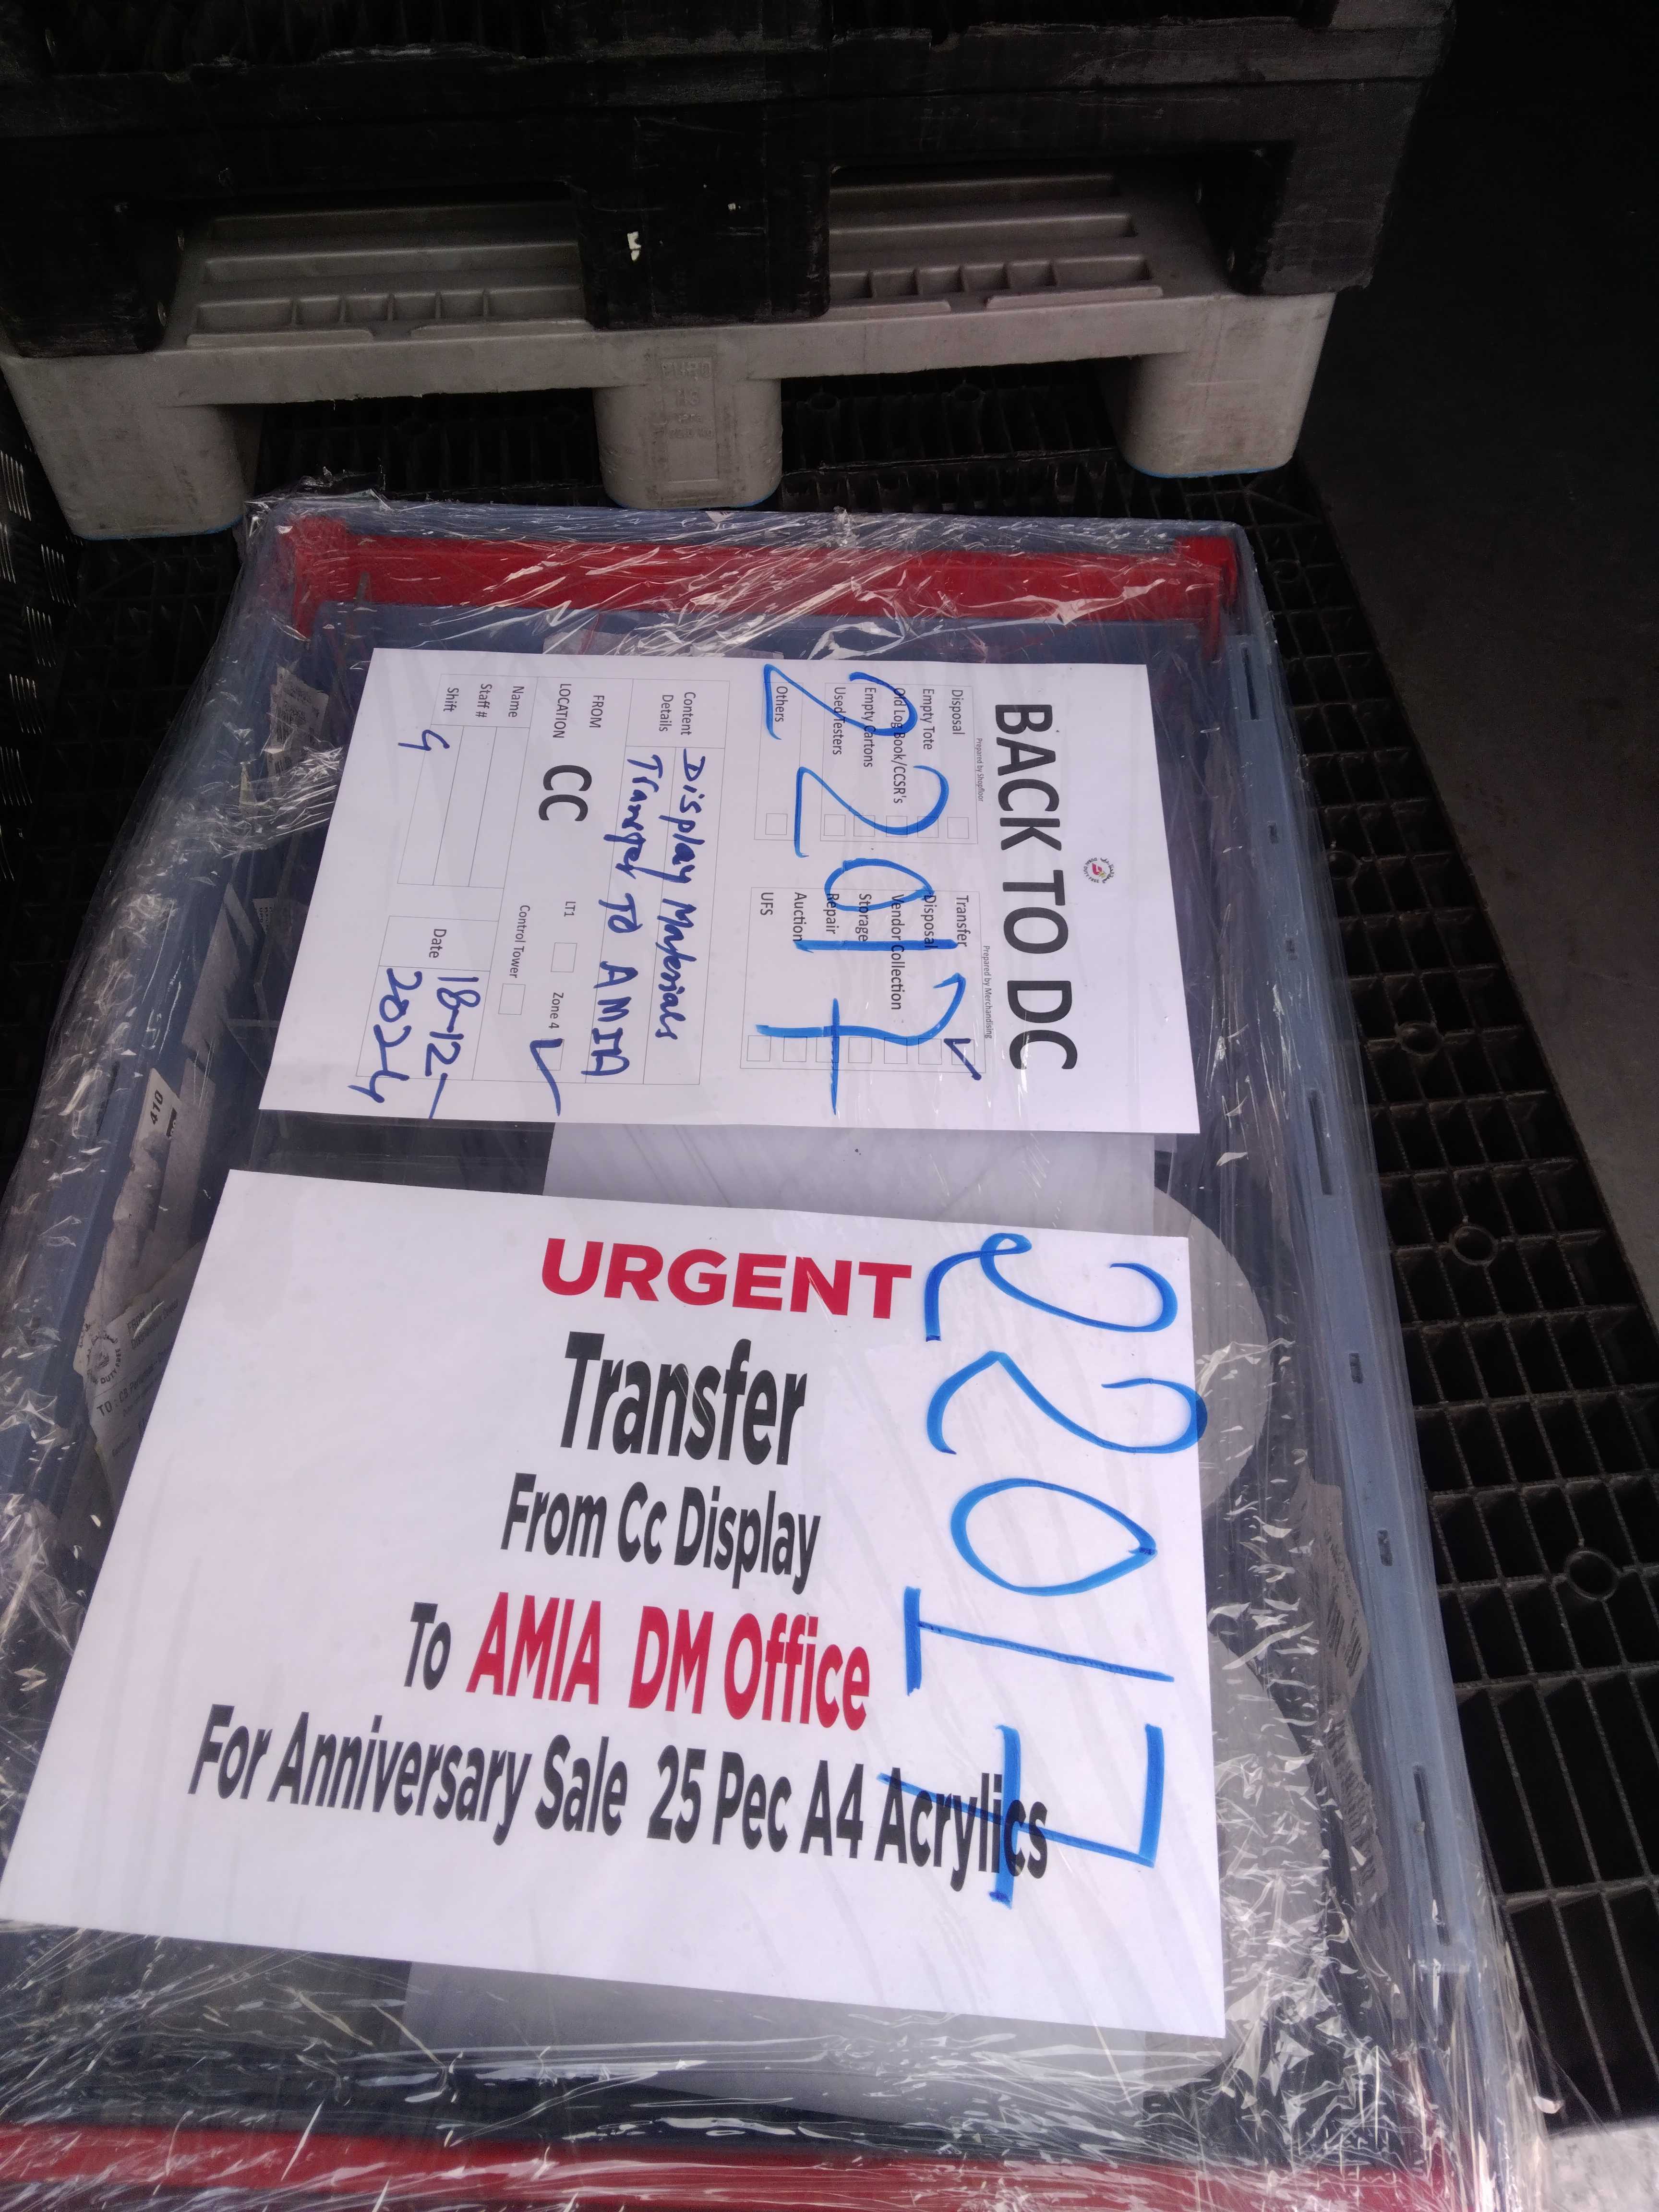 BACK TO DC
Prepared by Shopfloor
Disposal
Empty Tote
Old Log Book/CCSR's
Empty Cartons
Used Testers
Others
Prepared by Merchandising
Transfer ✓
Disposal
Vendor Collection
Storage
Repair
Auction
UFS
22017
Content Details
Display Materials
Transfer TO AMIA
FROM
LOCATION CC
LT1
Zone 4 ✓
Control Tower
Name
Staff #
Shift G
Date 18-12-
2024
22017
URGENT
Transfer
From Cc Display
To AMIA DM Office
For Anniversary Sale 25 Pec A4 Acrylics
410